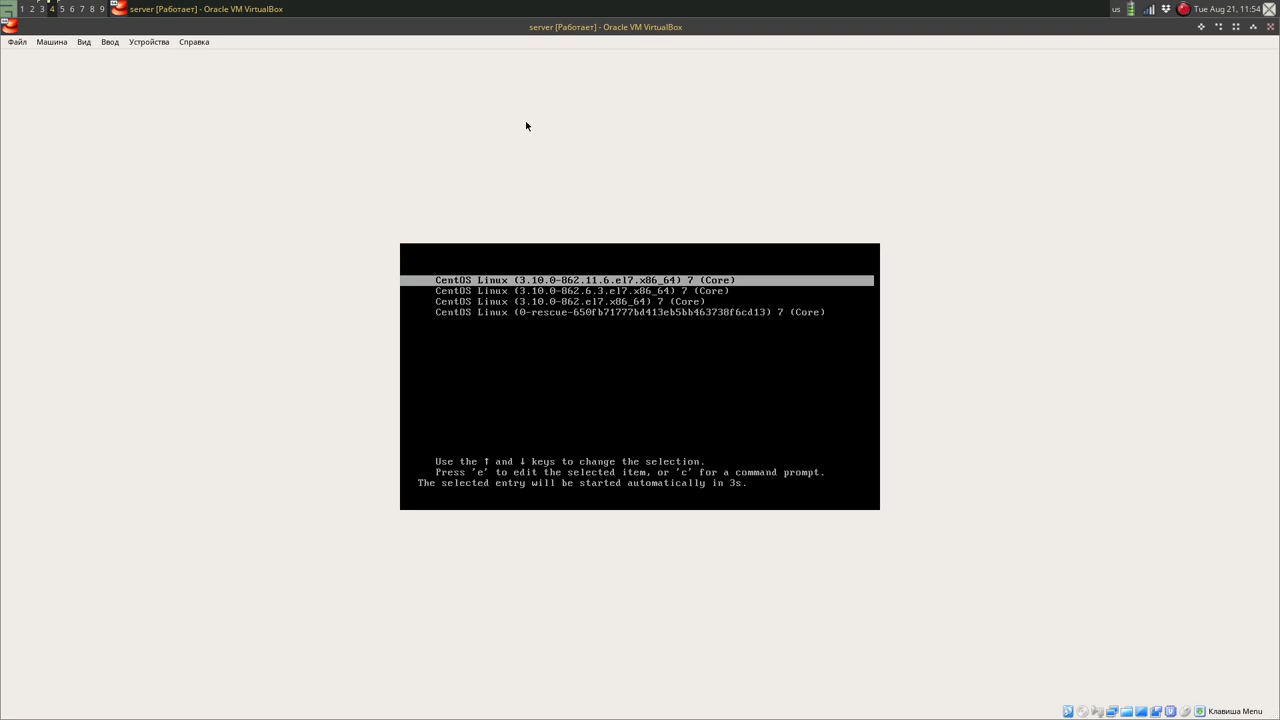 1 2 3 4 5 6 7 8 9 server [Работает] - Oracle VM VirtualBox us Tue Aug 21, 11:54
server [Работает] - Oracle VM VirtualBox
Файл Машина Вид Ввод Устройства Справка
CentOS Linux (3.10.0-862.11.6.el7.x86_64) 7 (Core)
CentOS Linux (3.10.0-862.6.3.el7.x86_64) 7 (Core)
CentOS Linux (3.10.0-862.el7.x86_64) 7 (Core)
CentOS Linux (0-rescue-650fb71777bd413eb5bb463738f6cd13) 7 (Core)
Use the ↑ and ↓ keys to change the selection.
Press 'e' to edit the selected item, or 'c' for a command prompt.
The selected entry will be started automatically in 3s.
Клавиша Menu